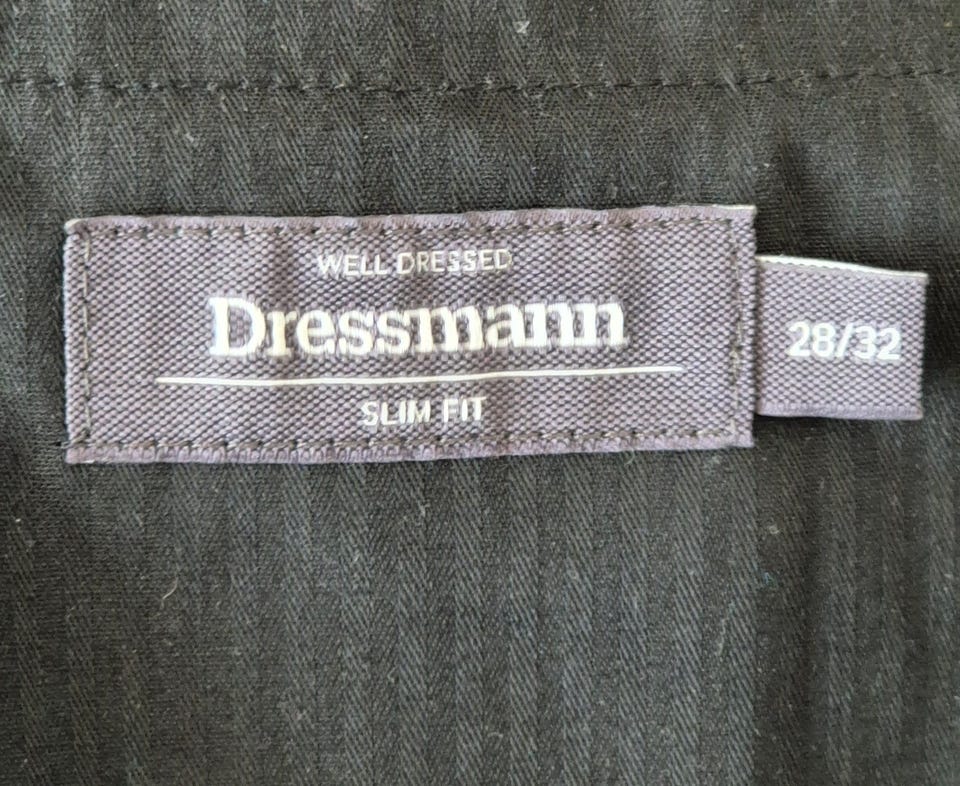 WELL DRESSED
Dressmann
SLIM FIT
28/32